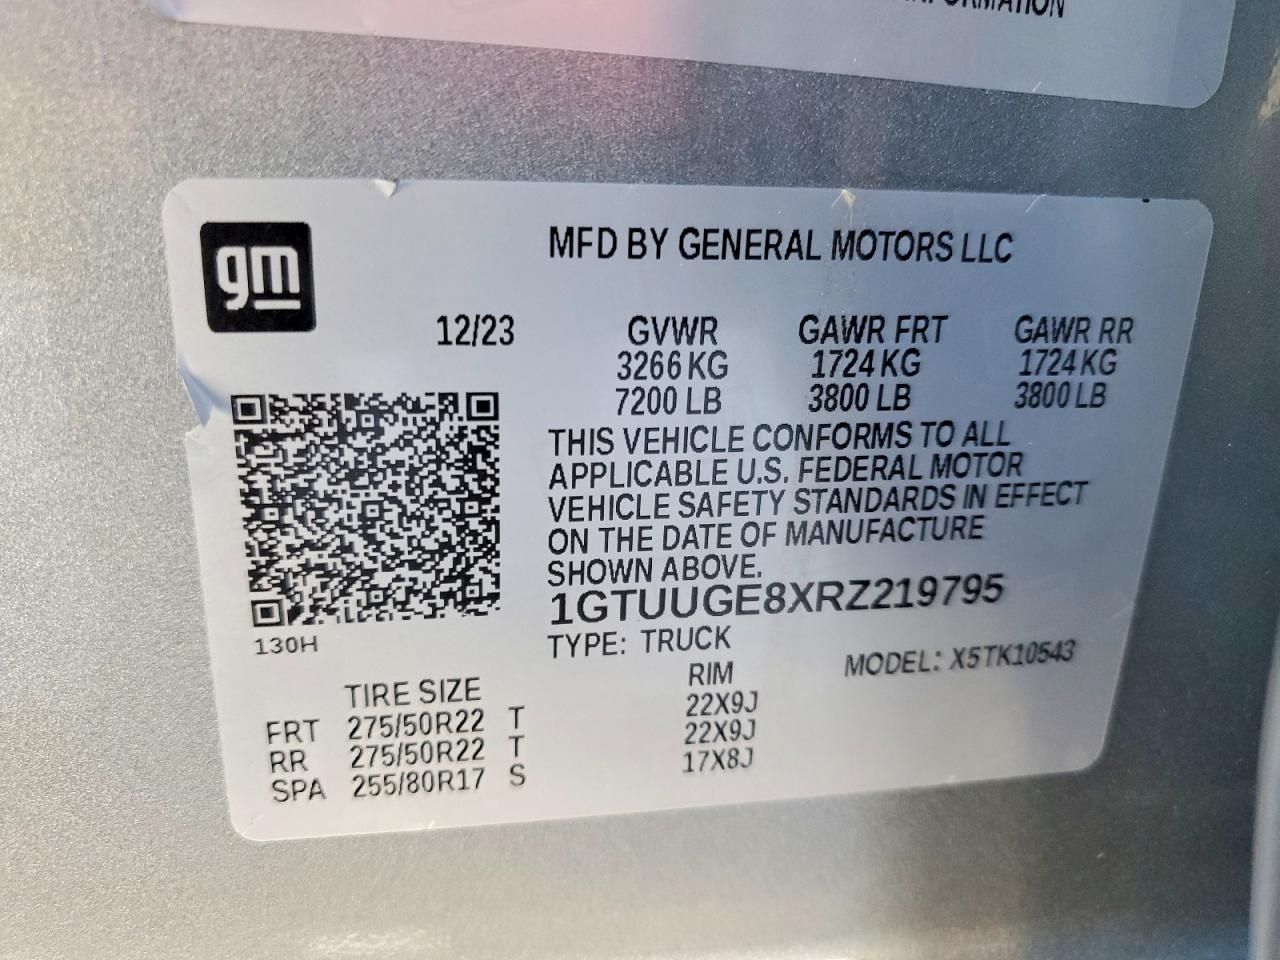 gm
MFD BY GENERAL MOTORS LLC
12/23 GVWR GAWR FRT GAWR RR
3266 KG 1724 KG 1724 KG
7200 LB 3800 LB 3800 LB
THIS VEHICLE CONFORMS TO ALL
APPLICABLE U.S. FEDERAL MOTOR
VEHICLE SAFETY STANDARDS IN EFFECT
ON THE DATE OF MANUFACTURE
SHOWN ABOVE.
1GTUUGE8XRZ219795
130H
TYPE: TRUCK MODEL: X5TK10543
TIRE SIZE RIM
FRT 275/50R22 T 22X9J
RR 275/50R22 T 22X9J
SPA 255/80R17 S 17X8J